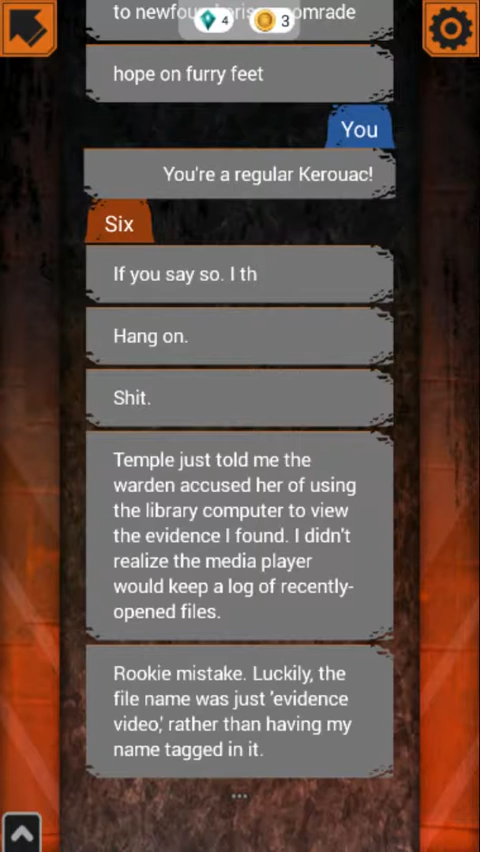 to newfou
omrade
4
3
hope on furry feet
You
You're a regular Kerouac!
Six
If you say so. I th
Hang on.
Shit.
Temple just told me the
warden accused her of using
the library computer to view
the evidence I found. I didn't
realize the media player
would keep a log of recently-
opened files.
Rookie mistake. Luckily, the
file name was just 'evidence
video,' rather than having my
name tagged in it.
...